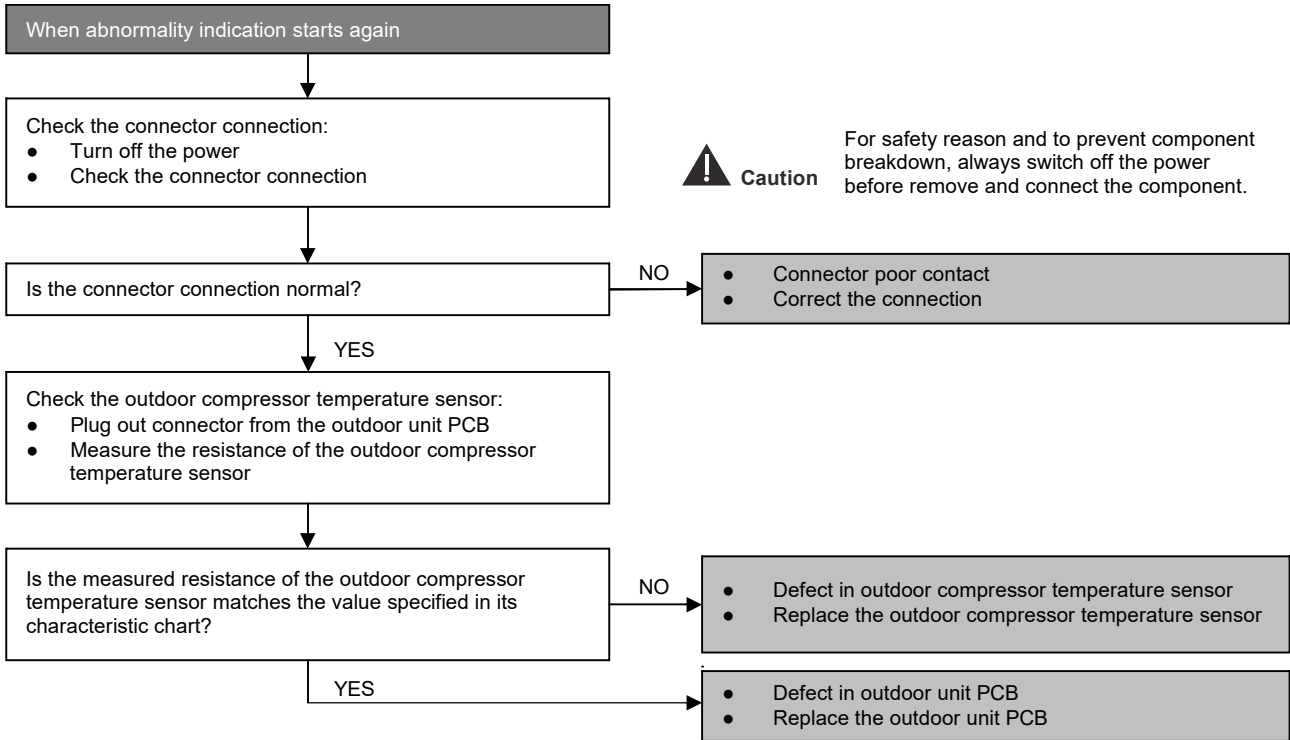 When abnormality indication starts again
Check the connector connection:
● Turn off the power
● Check the connector connection
Caution
For safety reason and to prevent component
breakdown, always switch off the power
before remove and connect the component.
Is the connector connection normal?
NO
● Connector poor contact
● Correct the connection
YES
Check the outdoor compressor temperature sensor:
● Plug out connector from the outdoor unit PCB
● Measure the resistance of the outdoor compressor
temperature sensor
Is the measured resistance of the outdoor compressor
temperature sensor matches the value specified in its
characteristic chart?
NO
● Defect in outdoor compressor temperature sensor
● Replace the outdoor compressor temperature sensor
YES
● Defect in outdoor unit PCB
● Replace the outdoor unit PCB